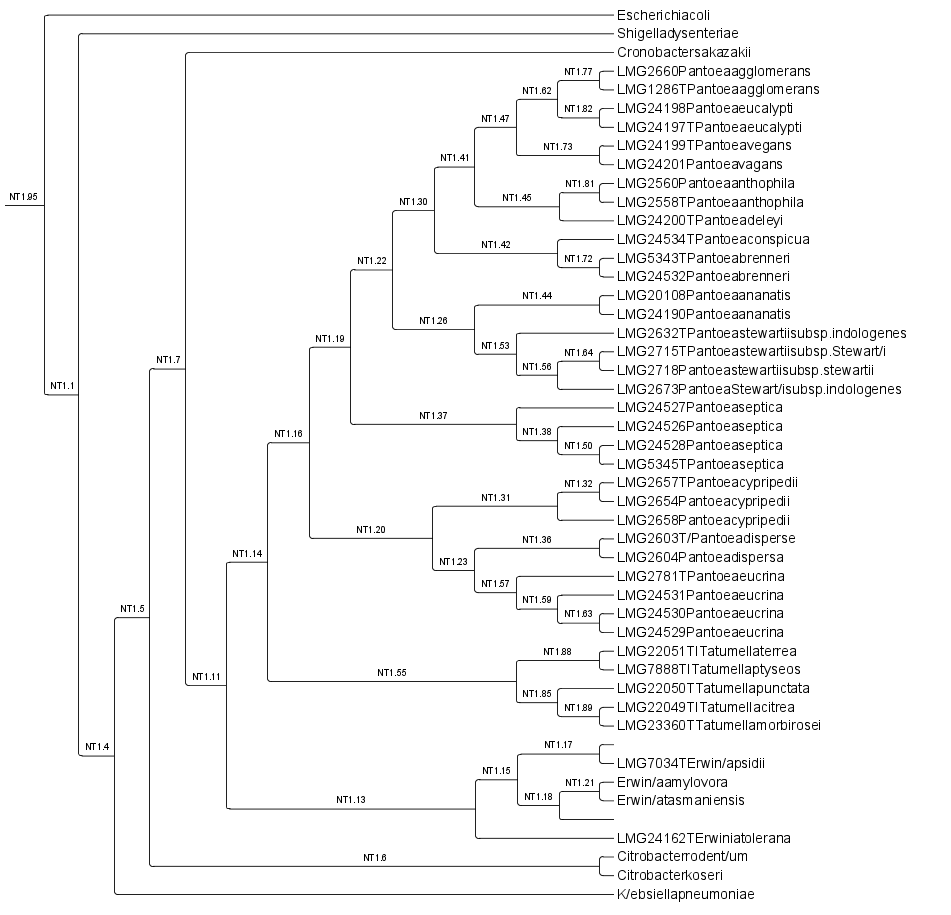 Escherichiacoli
Shigelladysenteriae
Cronobactersakazakii
NT1.77 LMG2660Pantoeaagglomerans
NT1.62 LMG1286TPantoeaagglomerans
NT1.82 LMG24198Pantoeaeucalypti
NT1.47 LMG24197TPantoeaeucalypti
NT1.73 LMG24199TPantoeavegans
NT1.41 LMG24201Pantoeavagans
NT1.81 LMG2560Pantoeaanthophila
NT1.95 NT1.30 NT1.45 LMG2558TPantoeaanthophila
LMG24200TPantoeadeleyi
NT1.42 LMG24534TPantoeaconspicua
NT1.22 NT1.72 LMG5343TPantoeabrenneri
LMG24532Pantoeabrenneri
NT1.44 LMG20108Pantoeaananatis
NT1.26 LMG24190Pantoeaananatis
NT1.19 NT1.53 LMG2632TPantoeastewartiisubsp.indologenes
NT1.7 NT1.64 LMG2715TPantoeastewartiisubsp.Stewart/i
NT1.56 LMG2718Pantoeastewartiisubsp.stewartii
NT1.1 LMG2673PantoeaStewart/isubsp.indologenes
NT1.37 LMG24527Pantoeaseptica
NT1.16 NT1.38 LMG24526Pantoeaseptica
NT1.50 LMG24528Pantoeaseptica
LMG5345TPantoeaseptica
NT1.32 LMG2657TPantoeacypripedii
NT1.31 LMG2654Pantoeacypripedii
NT1.20 LMG2658Pantoeacypripedii
NT1.36 LMG2603T/Pantoeadisperse
NT1.14 NT1.23 LMG2604Pantoeadispersa
NT1.57 LMG2781TPantoeaeucrina
NT1.5 NT1.59 LMG24531Pantoeaeucrina
NT1.63 LMG24530Pantoeaeucrina
LMG24529Pantoeaeucrina
NT1.88 LMG22051TITatumellaterrea
NT1.11 NT1.55 LMG7888TITatumellaptyseos
NT1.85 LMG22050TTatumellapunctata
NT1.89 LMG22049TITatumellacitrea
LMG23360TTatumellamorbirosei
NT1.4 NT1.17
LMG7034TErwin/apsidii
NT1.15 NT1.21 Erwin/aamylovora
NT1.13 NT1.18 Erwin/atasmaniensis
LMG24162TErwiniatolerana
NT1.6 Citrobacterrodent/um
Citrobacterkoseri
K/ebsiellapneumoniae